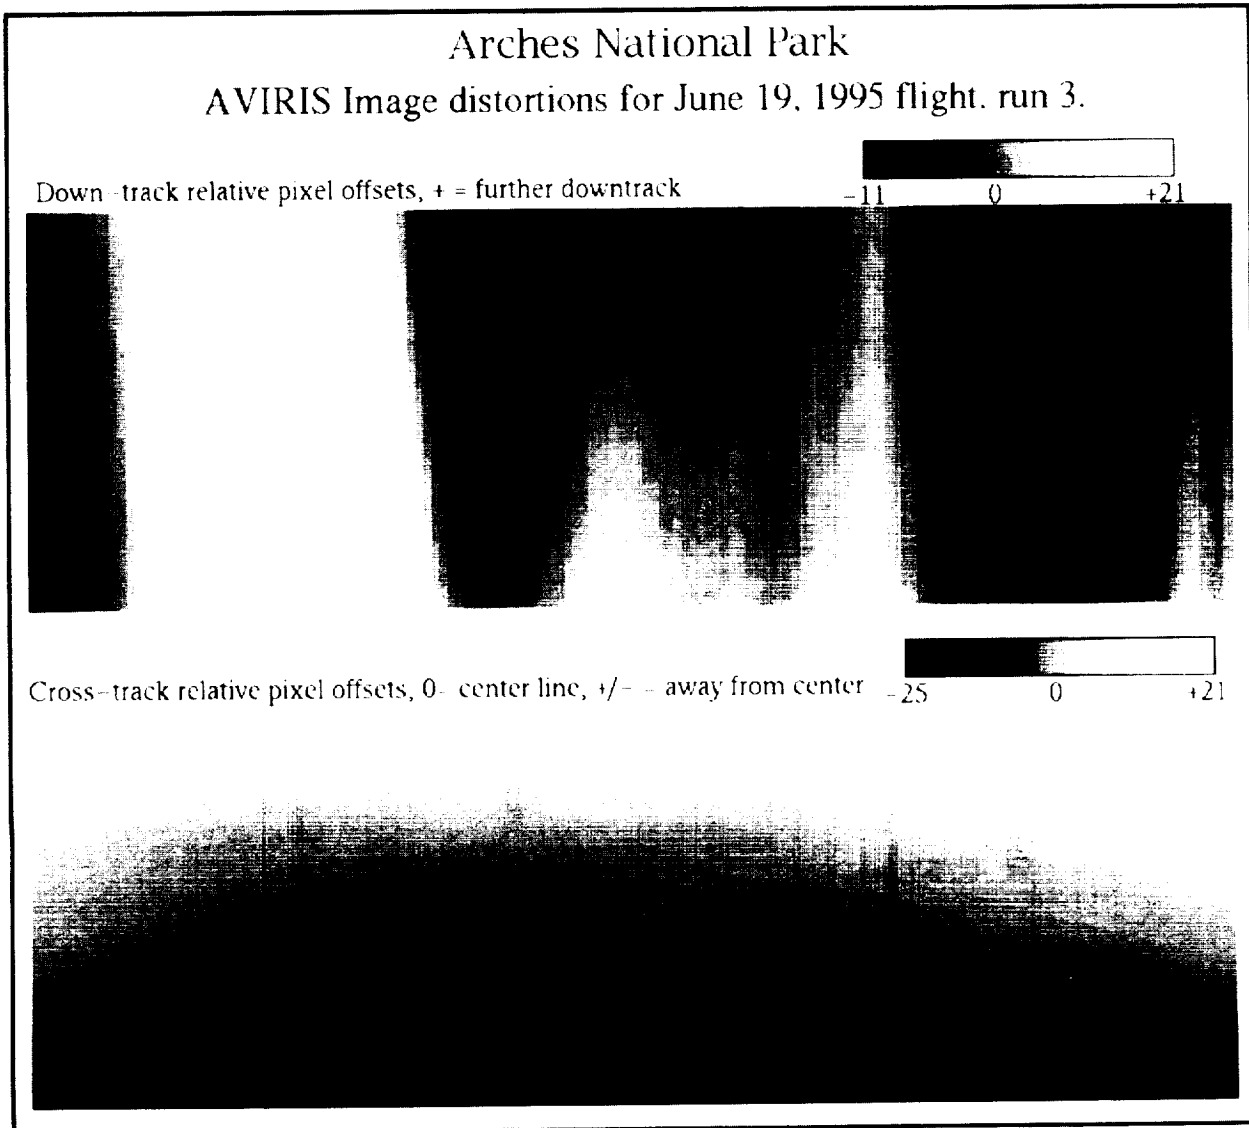 Arches National Park
AVIRIS Image distortions for June 19, 1995 flight. run 3.
Down-track relative pixel offsets, + = further downtrack
-11 0 +21
Cross-track relative pixel offsets, 0- center line, +/- - away from center
-25 0 +21